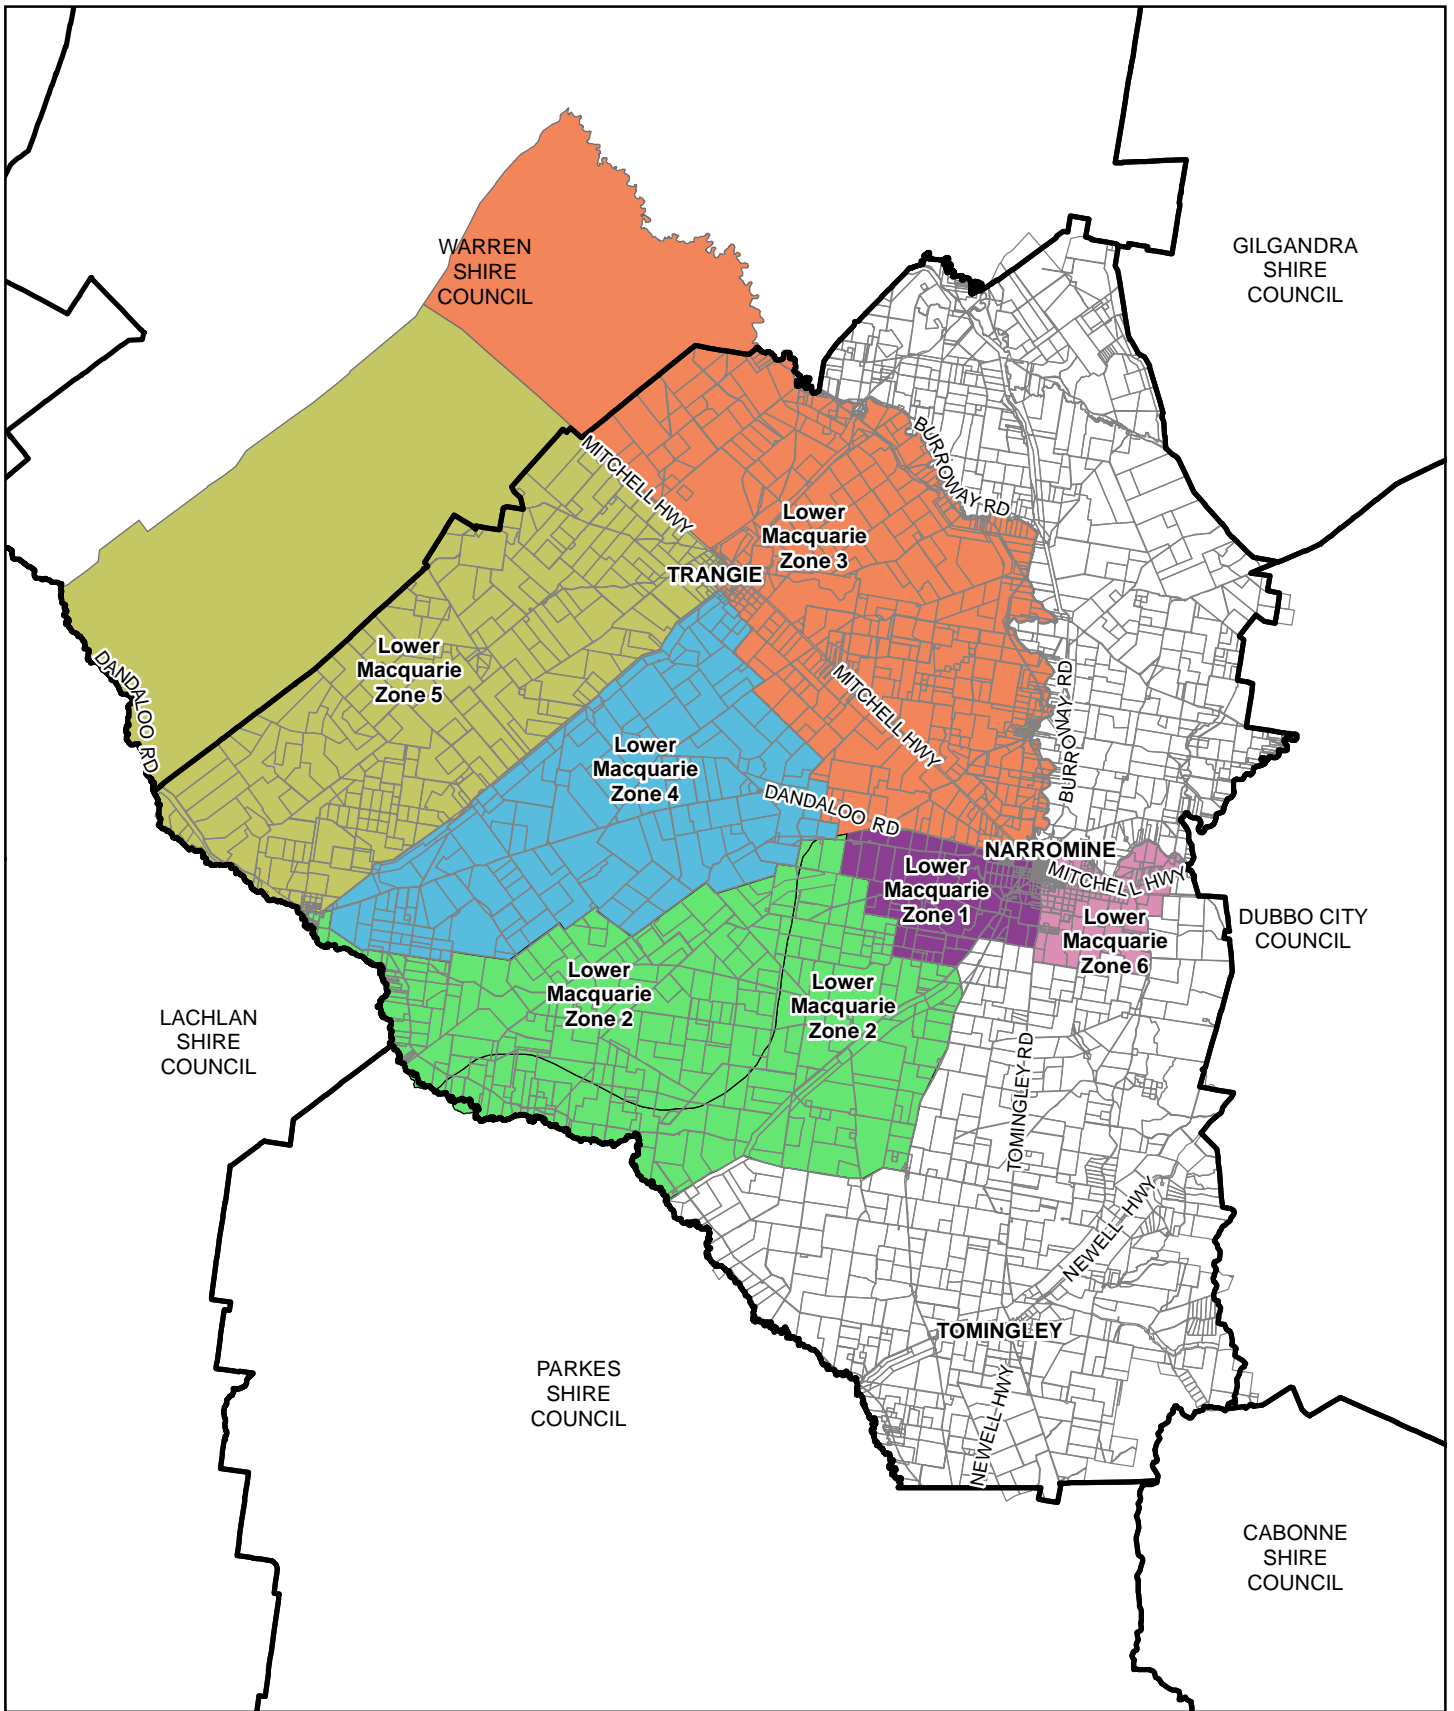 WARREN
SHIRE
COUNCIL
GILGANDRA
SHIRE
COUNCIL
BURROWAY RD
MITCHELL HWY
Lower
Macquarie
Zone 3
TRANGIE
Lower
Macquarie
Zone 5
DANDALOO RD
MITCHELL HWY
BURROWAY RD
Lower
Macquarie
Zone 4
DANDALOO RD
NARROMINE
MITCHELL HWY
Lower
Macquarie
Zone 1
Lower
Macquarie
Zone 6
DUBBO CITY
COUNCIL
Lower
Macquarie
Zone 2
Lower
Macquarie
Zone 2
LACHLAN
SHIRE
COUNCIL
TOMINGLEY RD
NEWELL HWY
TOMINGLEY
NEWELL HWY
PARKES
SHIRE
COUNCIL
CABONNE
SHIRE
COUNCIL